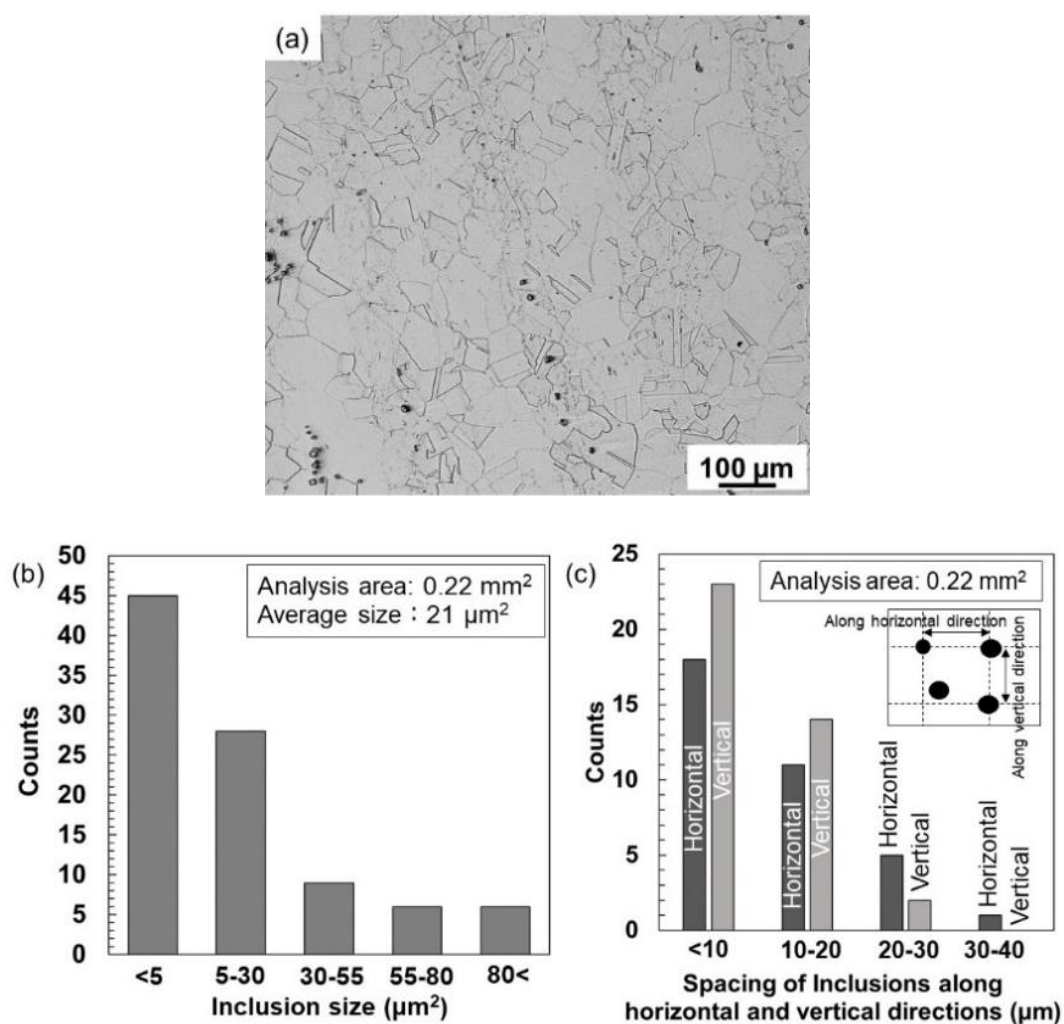 (a)
100 µm
(b)
50
45
40
35
30
25
20
15
10
5
0
Counts
Analysis area: 0.22 mm²
Average size : 21 µm²
<5 5-30 30-55 55-80 80<
Inclusion size (µm²)
(c)
25
20
15
10
5
0
Counts
Analysis area: 0.22 mm²
Along horizontal direction
Along vertical direction
Horizontal
Vertical
Horizontal
Vertical
Horizontal
Vertical
Horizontal
Vertical
<10 10-20 20-30 30-40
Spacing of Inclusions along
horizontal and vertical directions (µm)